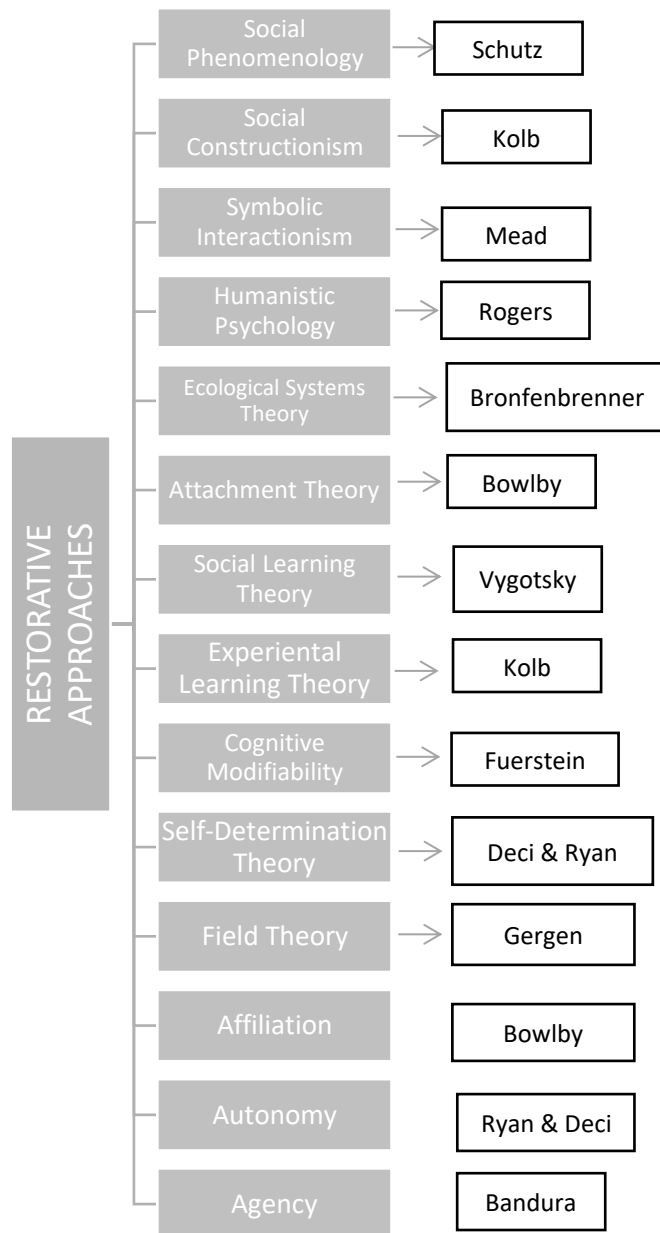 Social
Phenomenology
Schutz
Social
Constructionism
Kolb
Symbolic
Interactionism
Mead
Humanistic
Psychology
Rogers
Ecological Systems
Theory
Bronfenbrenner
RESTORATIVE
APPROACHES
Attachment Theory
Bowlby
Social Learning
Theory
Vygotsky
Experiental
Learning Theory
Kolb
Cognitive
Modifiability
Fuerstein
Self-Determination
Theory
Deci & Ryan
Field Theory
Gergen
Affiliation
Bowlby
Autonomy
Ryan & Deci
Agency
Bandura